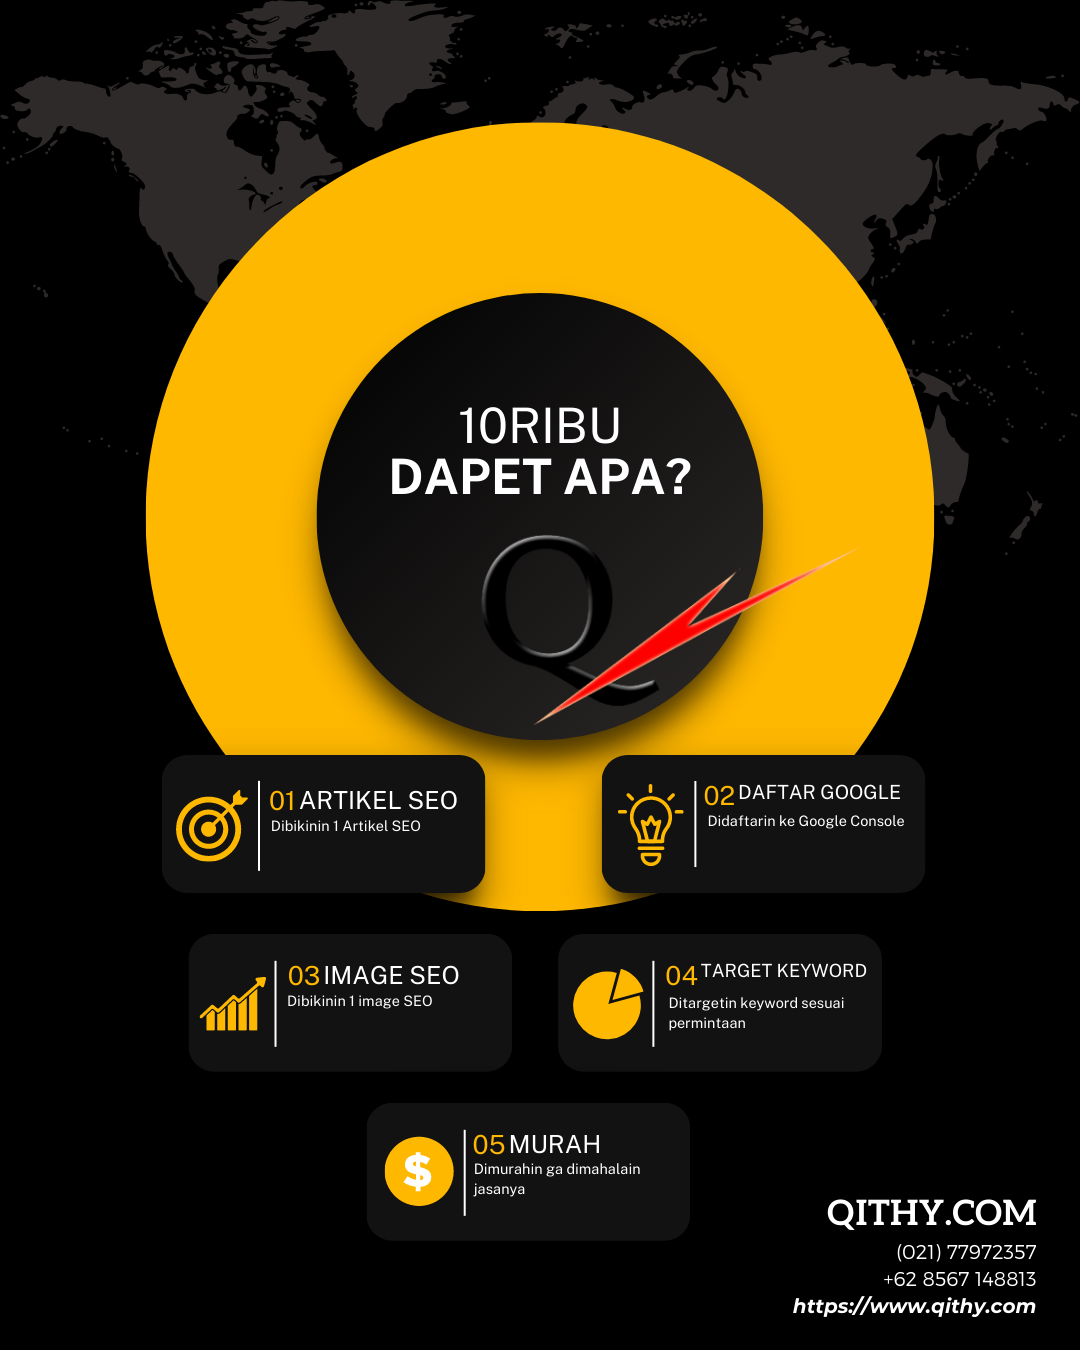 10RIBU
DAPET APA?
Q
01 ARTIKEL SEO
Dibikinin 1 Artikel SEO
02 DAFTAR GOOGLE
Didaftarin ke Google Console
03 IMAGE SEO
Dibikinin 1 image SEO
04 TARGET KEYWORD
Ditargetin keyword sesuai
permintaan
$
05 MURAH
Dimurahin ga dimahalain
jasanya
QITHY.COM
(021) 77972357
+62 8567 148813
https://www.qithy.com